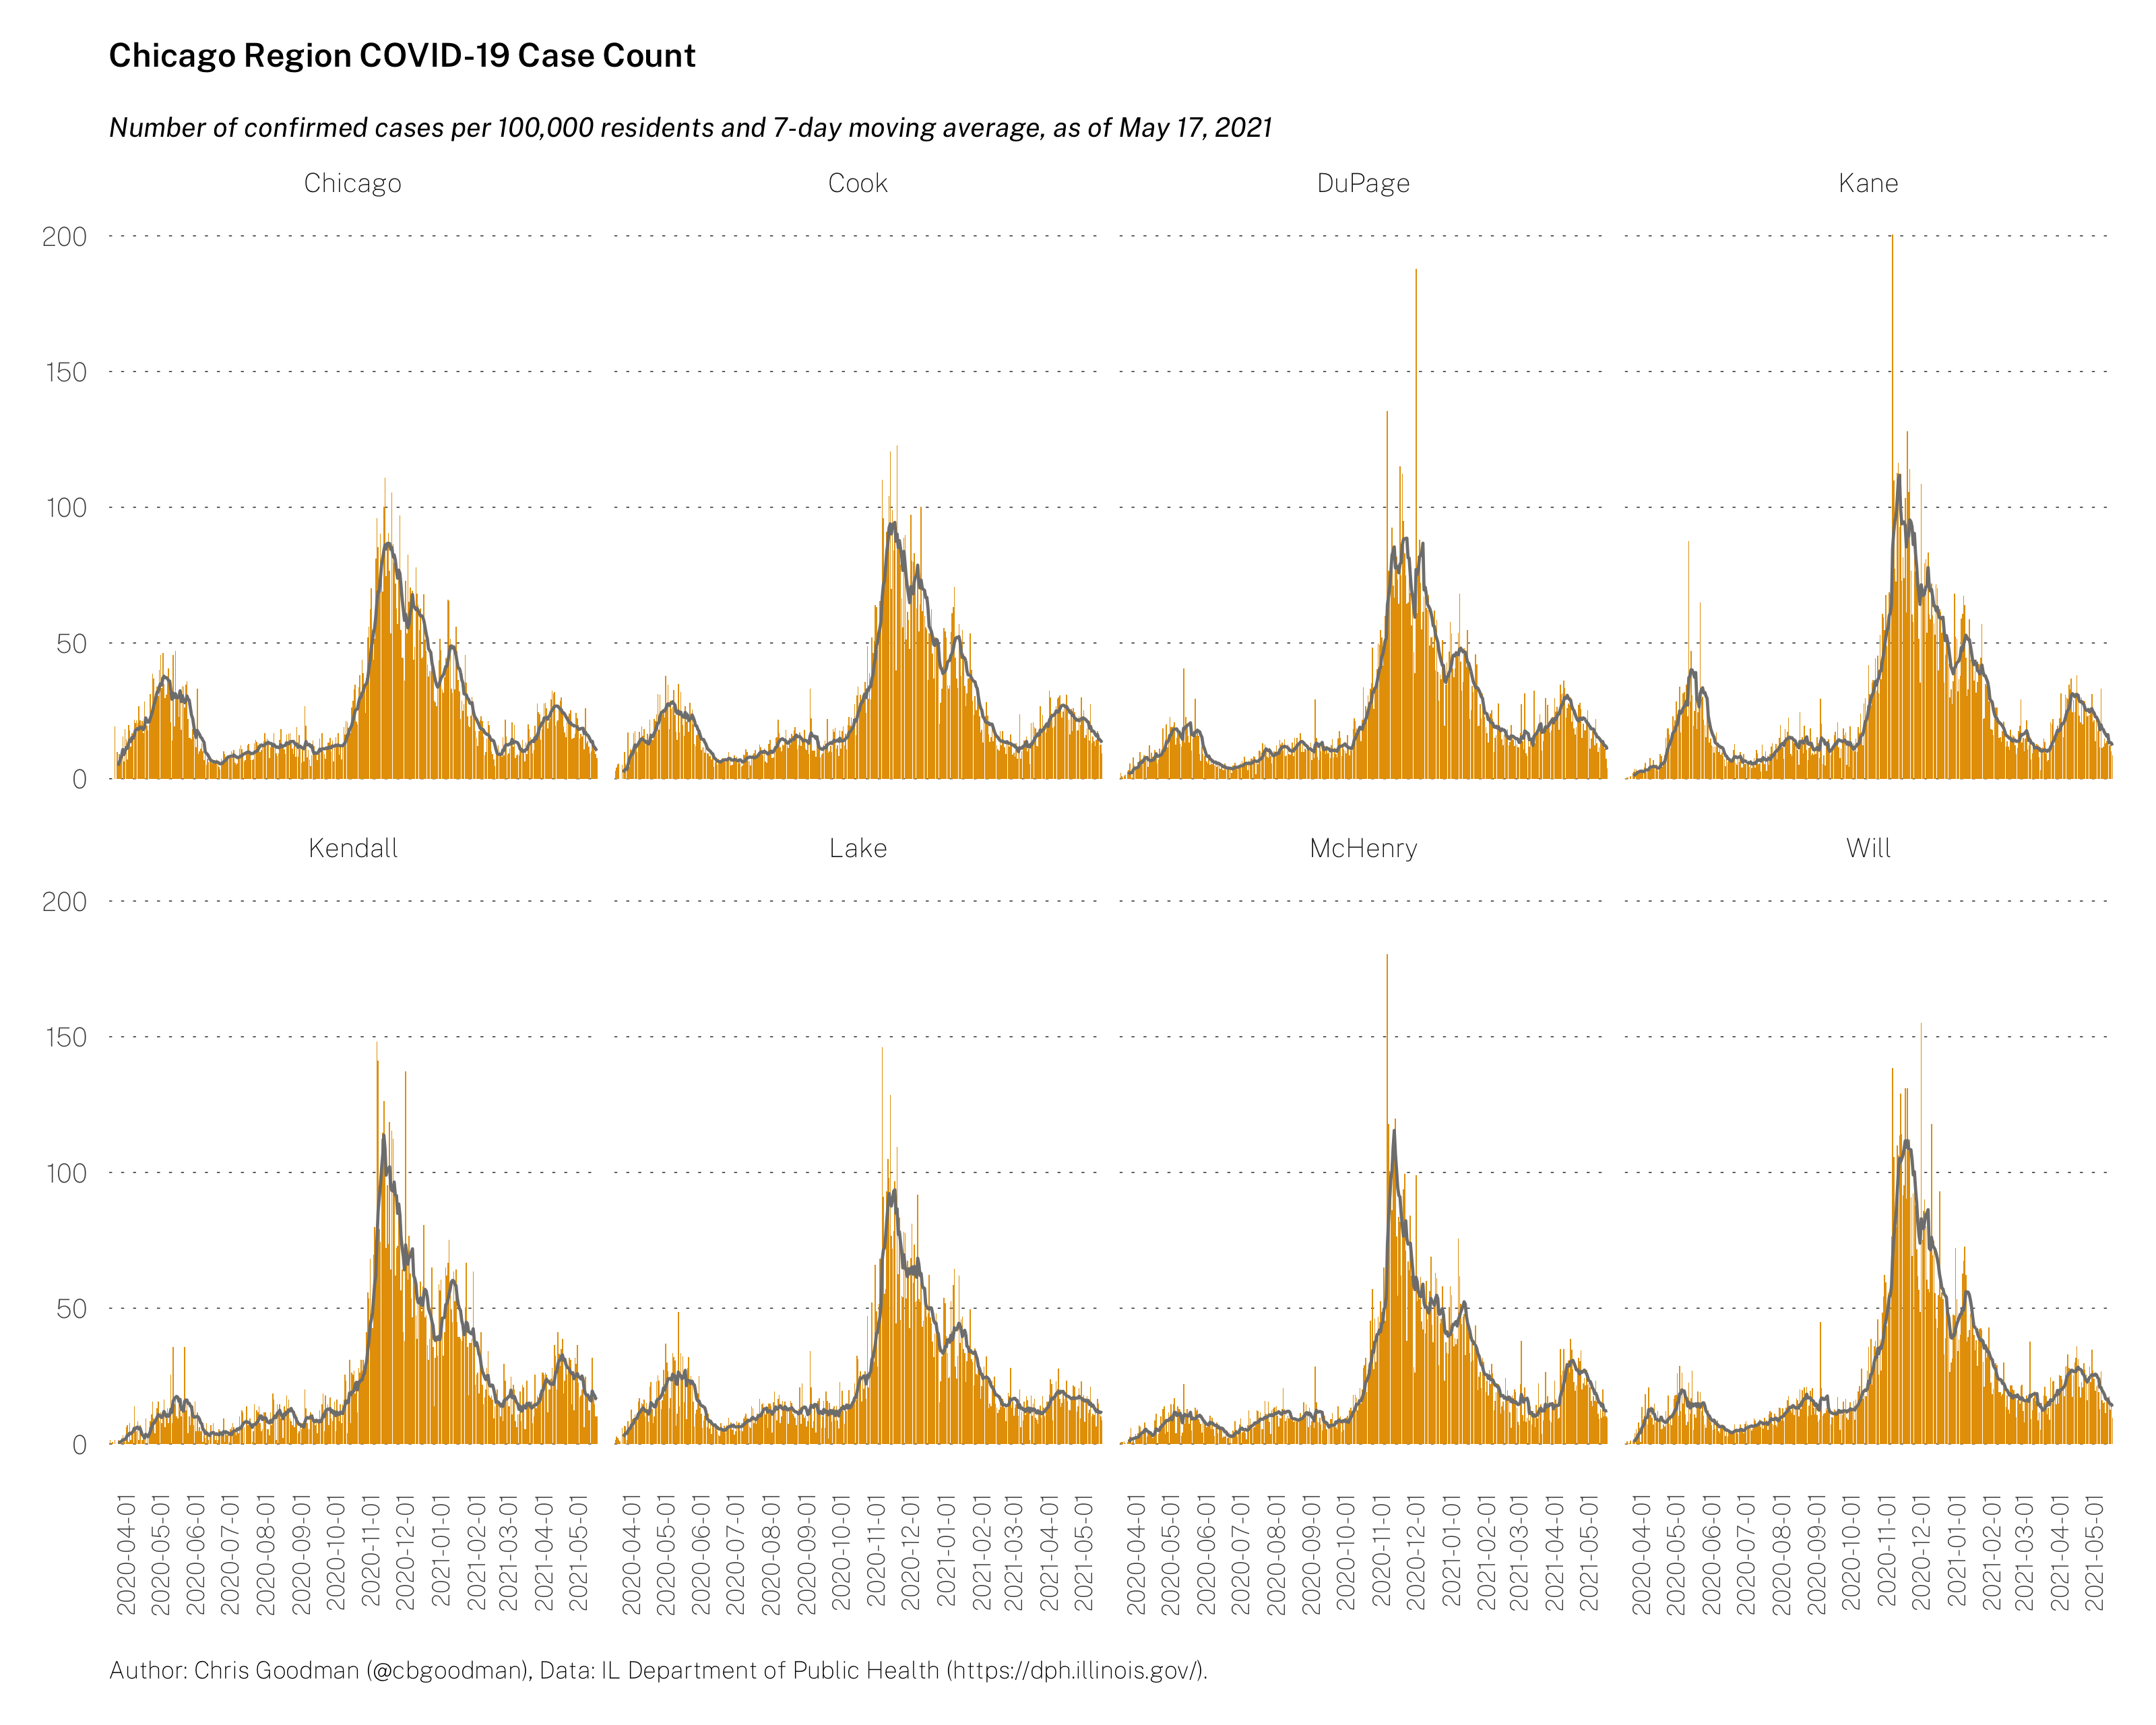 Chicago Region COVID-19 Case Count
Number of confirmed cases per 100,000 residents and 7-day moving average, as of May 17, 2021
Chicago Cook DuPage Kane
200
150
100
50
0
Kendall Lake McHenry Will
200
150
100
50
0
2020-04-01 2020-05-01 2020-06-01 2020-07-01 2020-08-01 2020-09-01 2020-10-01 2020-11-01 2020-12-01 2021-01-01 2021-02-01 2021-03-01 2021-04-01 2021-05-01 2020-04-01 2020-05-01 2020-06-01 2020-07-01 2020-08-01 2020-09-01 2020-10-01 2020-11-01 2020-12-01 2021-01-01 2021-02-01 2021-03-01 2021-04-01 2021-05-01 2020-04-01 2020-05-01 2020-06-01 2020-07-01 2020-08-01 2020-09-01 2020-10-01 2020-11-01 2020-12-01 2021-01-01 2021-02-01 2021-03-01 2021-04-01 2021-05-01 2020-04-01 2020-05-01 2020-06-01 2020-07-01 2020-08-01 2020-09-01 2020-10-01 2020-11-01 2020-12-01 2021-01-01 2021-02-01 2021-03-01 2021-04-01 2021-05-01
Author: Chris Goodman (@cbgoodman), Data: IL Department of Public Health (https://dph.illinois.gov/).